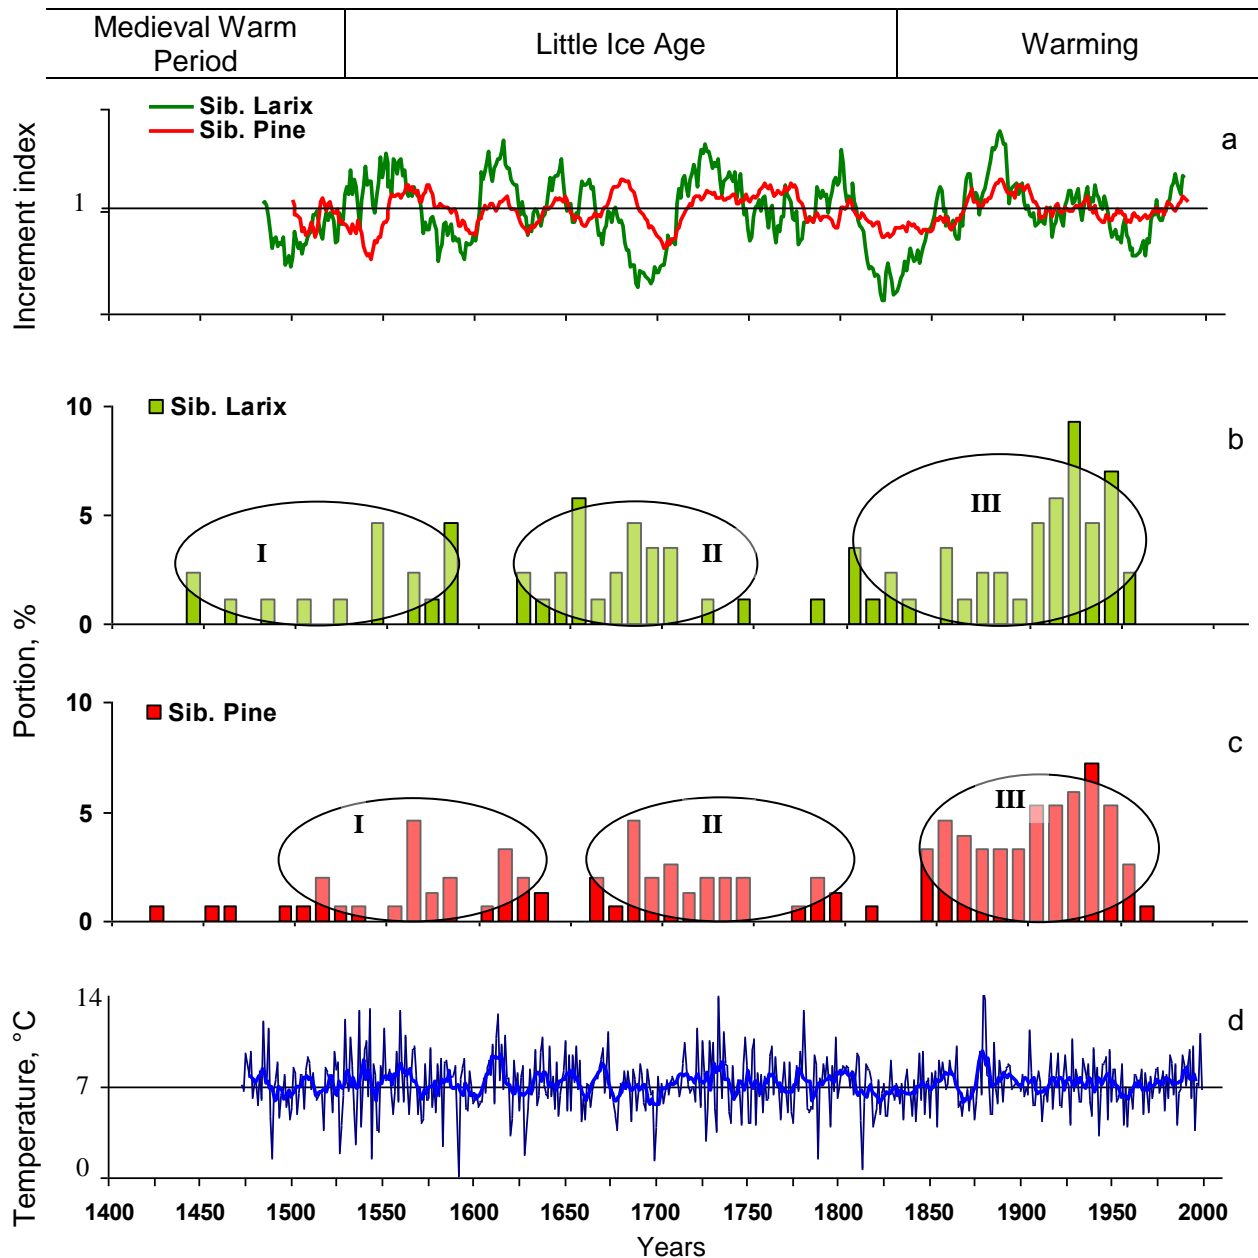 Medieval Warm
Period
Little Ice Age
Warming
Sib. Larix
Sib. Pine
a
Increment index
1
10
Sib. Larix
b
5
I
II
III
0
Portion, %
10
Sib. Pine
c
5
I
II
III
0
14
d
Temperature, °C
7
0
1400 1450 1500 1550 1600 1650 1700 1750 1800 1850 1900 1950 2000
Years